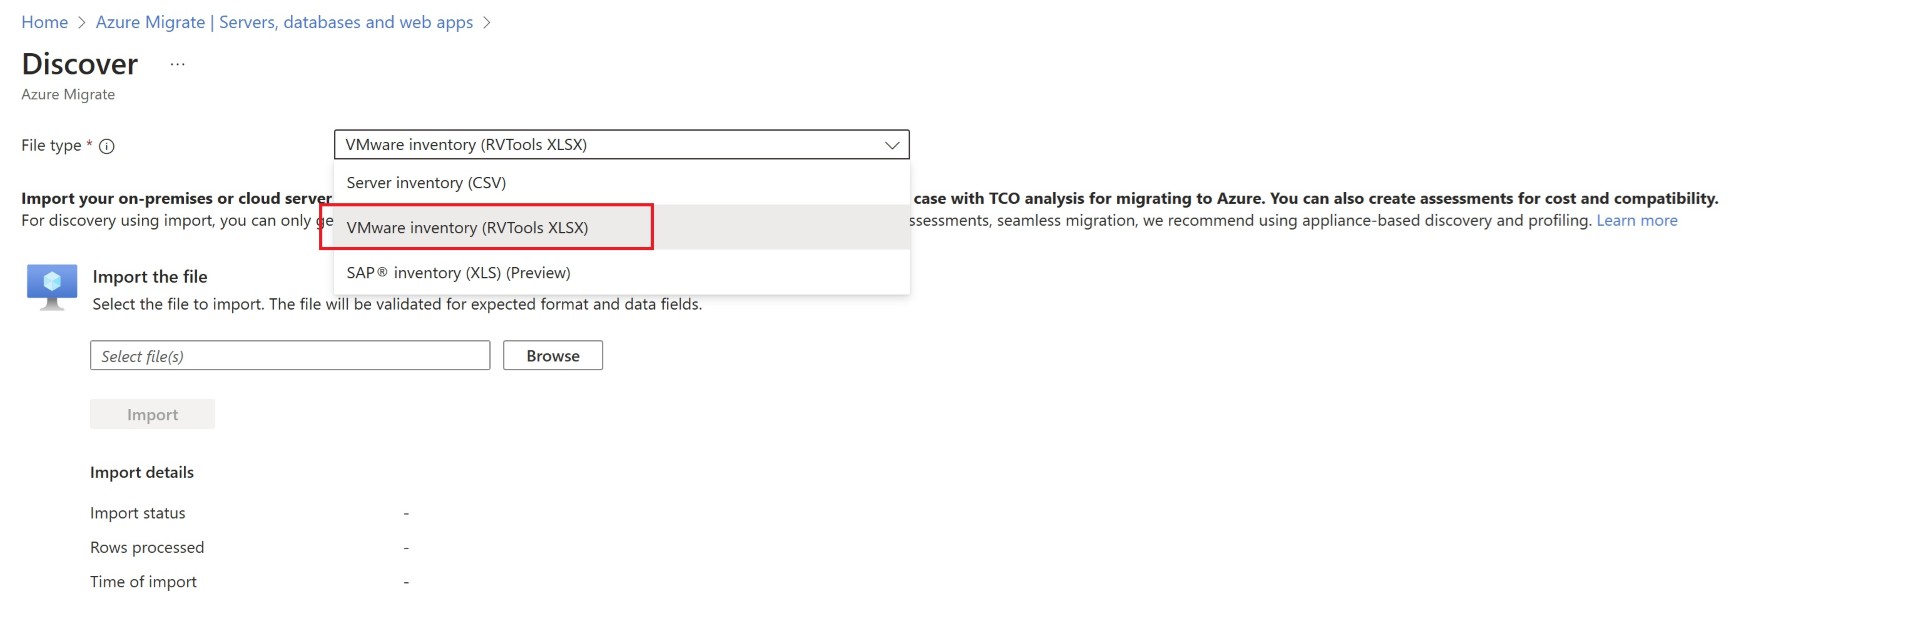 Home > Azure Migrate | Servers, databases and web apps >
Discover ...
Azure Migrate
File type * VMware inventory (RVTools XLSX)
Server inventory (CSV)
Import your on-premises or cloud server case with TCO analysis for migrating to Azure. You can also create assessments for cost and compatibility.
For discovery using import, you can only ssessments, seamless migration, we recommend using appliance-based discovery and profiling. Learn more
VMware inventory (RVTools XLSX)
SAP® inventory (XLS) (Preview)
Import the file
Select the file to import. The file will be validated for expected format and data fields.
Select file(s) Browse
Import
Import details
Import status -
Rows processed -
Time of import -